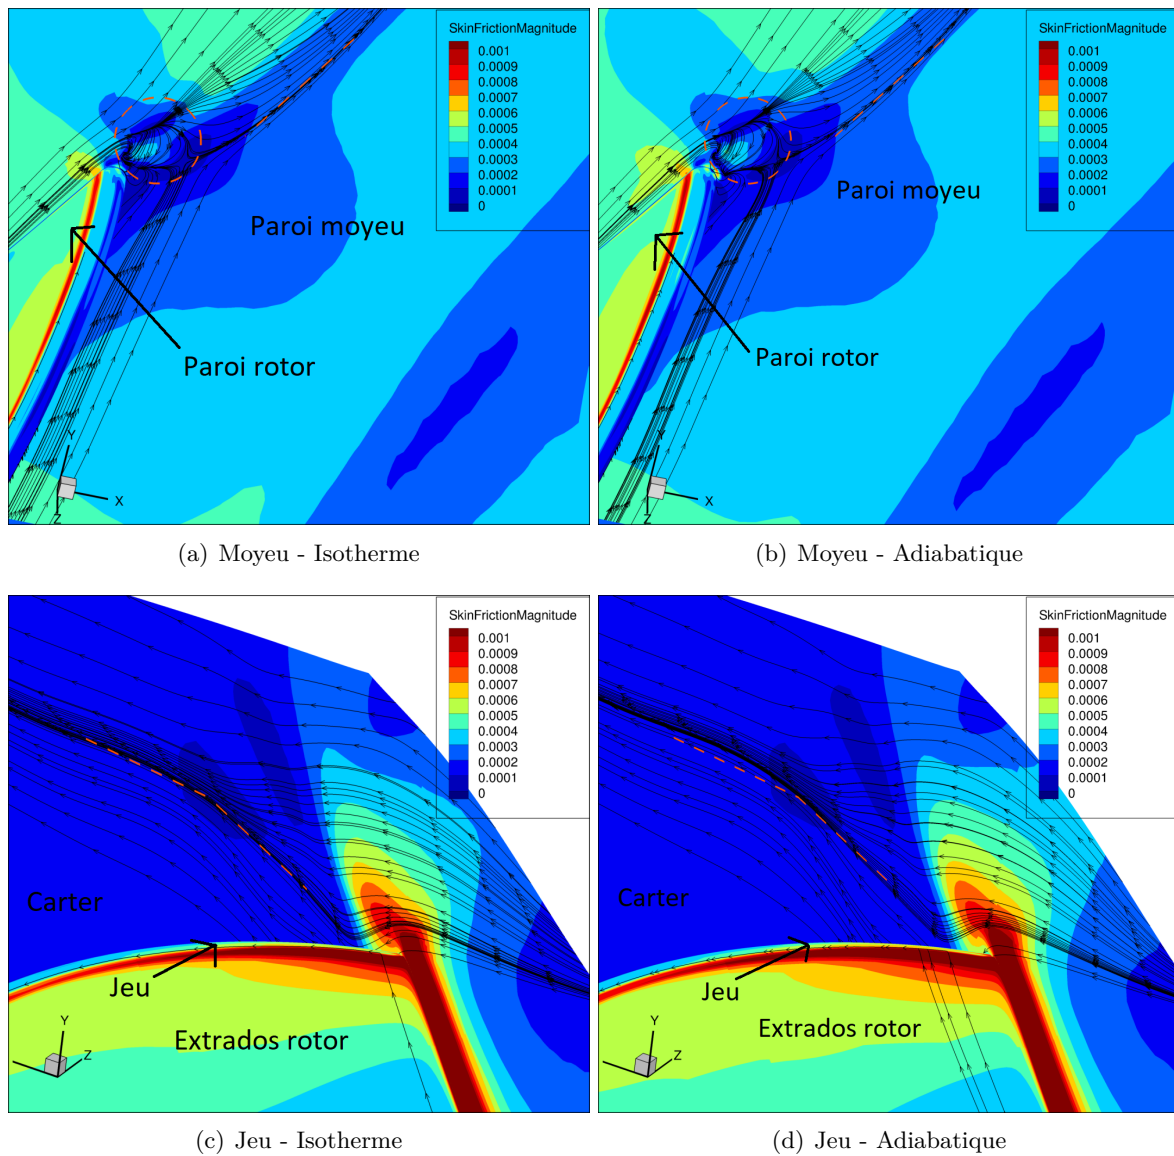 SkinFrictionMagnitude
0.001
0.0009
0.0008
0.0007
0.0006
0.0005
0.0004
0.0003
0.0002
0.0001
0
Paroi moyeu
Paroi rotor
Y
X
Z
(a) Moyeu - Isotherme
SkinFrictionMagnitude
0.001
0.0009
0.0008
0.0007
0.0006
0.0005
0.0004
0.0003
0.0002
0.0001
0
Paroi moyeu
Paroi rotor
Y
X
Z
(b) Moyeu - Adiabatique
SkinFrictionMagnitude
0.001
0.0009
0.0008
0.0007
0.0006
0.0005
0.0004
0.0003
0.0002
0.0001
0
Carter
Jeu
Extrados rotor
Y
Z
(c) Jeu - Isotherme
SkinFrictionMagnitude
0.001
0.0009
0.0008
0.0007
0.0006
0.0005
0.0004
0.0003
0.0002
0.0001
0
Carter
Jeu
Extrados rotor
Y
Z
(d) Jeu - Adiabatique